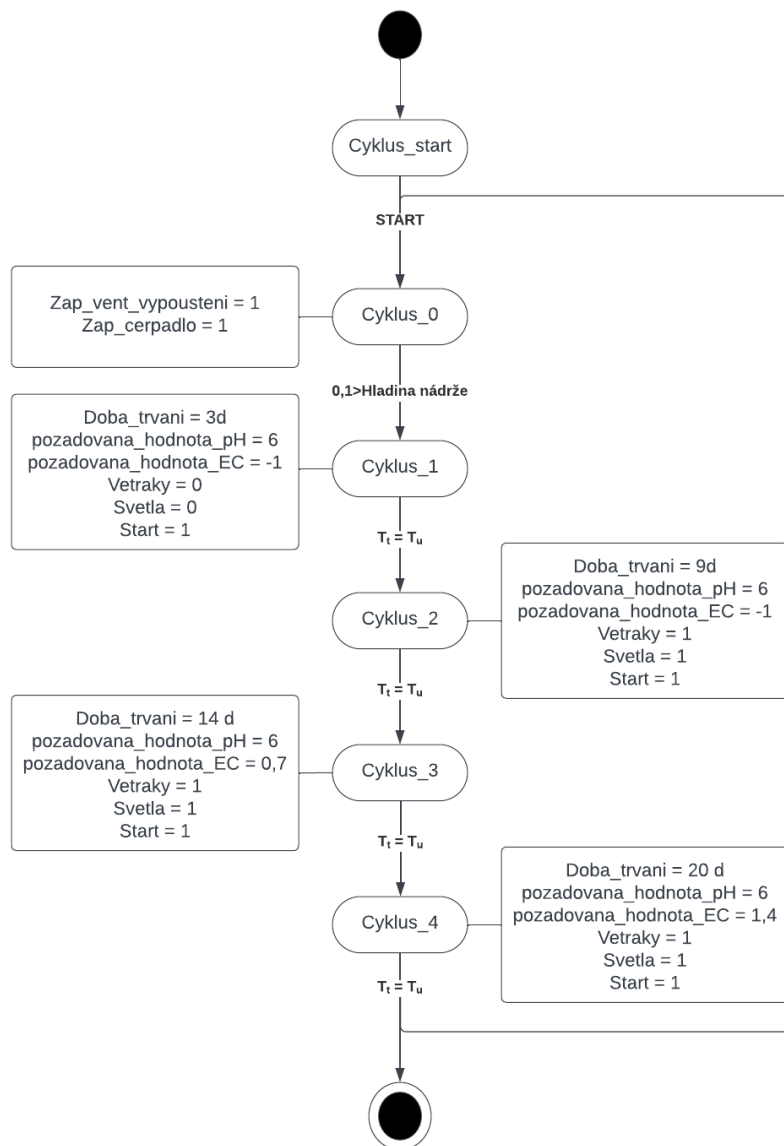 Cyklus_start
START
Zap_vent_vypousteni = 1
Zap_cerpadlo = 1
Cyklus_0
0,1>Hladina nádrže
Doba_trvani = 3d
pozadovana_hodnota_pH = 6
pozadovana_hodnota_EC = -1
Vetraky = 0
Svetla = 0
Start = 1
Cyklus_1
Tt = Tu
Cyklus_2
Doba_trvani = 9d
pozadovana_hodnota_pH = 6
pozadovana_hodnota_EC = -1
Vetraky = 1
Svetla = 1
Start = 1
Tt = Tu
Doba_trvani = 14 d
pozadovana_hodnota_pH = 6
pozadovana_hodnota_EC = 0,7
Vetraky = 1
Svetla = 1
Start = 1
Cyklus_3
Tt = Tu
Cyklus_4
Doba_trvani = 20 d
pozadovana_hodnota_pH = 6
pozadovana_hodnota_EC = 1,4
Vetraky = 1
Svetla = 1
Start = 1
Tt = Tu